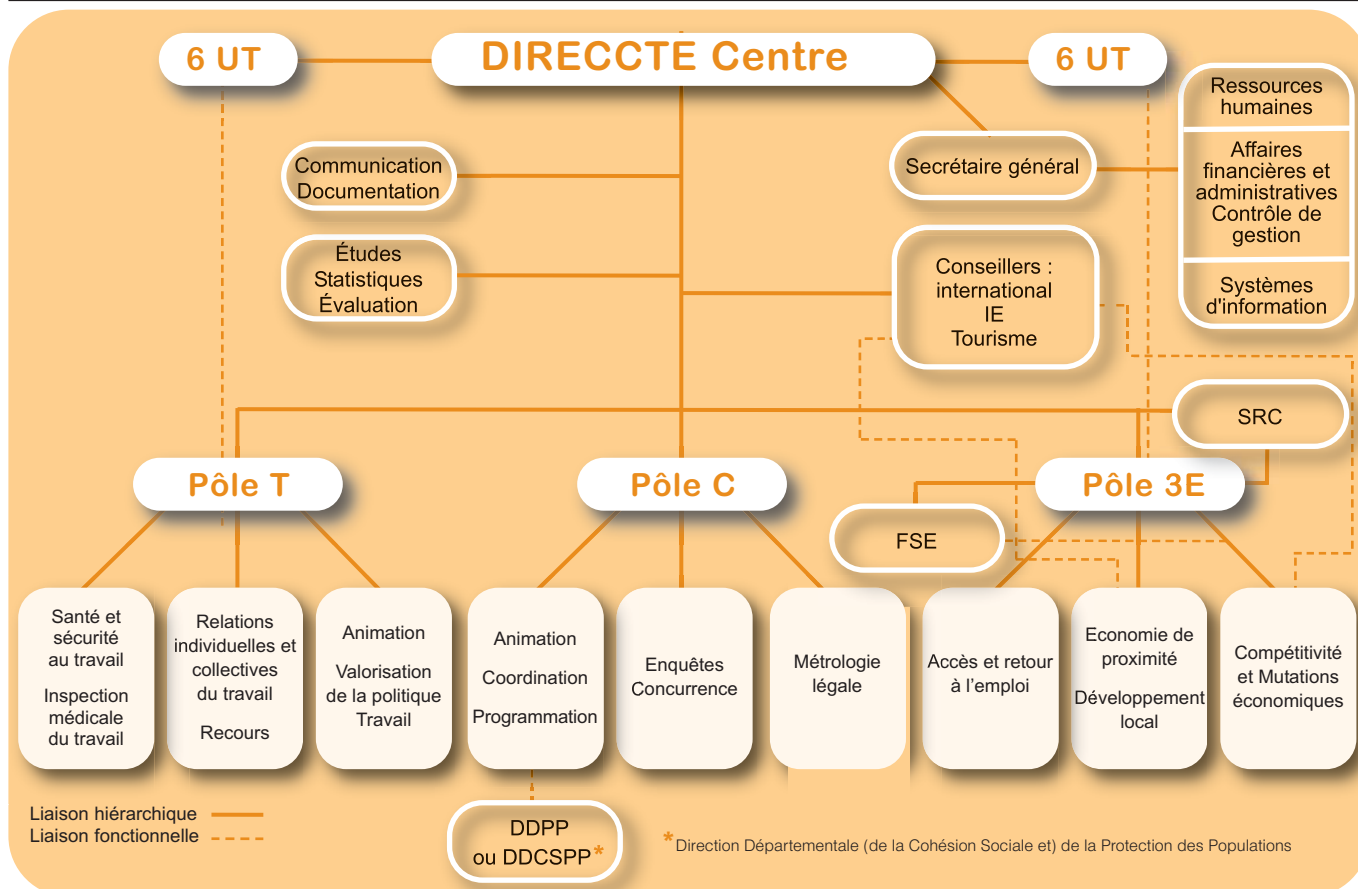 6 UT
DIRECCTE Centre
6 UT
Ressources
humaines
Affaires
financières et
administratives
Contrôle de
gestion
Systèmes
d'information
Secrétaire général
Communication
Documentation
Études
Statistiques
Évaluation
Conseillers :
international
IE
Tourisme
SRC
Pôle T
Pôle C
Pôle 3E
FSE
Santé et
sécurité
au travail
Inspection
médicale
du travail
Relations
individuelles et
collectives
du travail
Recours
Animation
Valorisation
de la politique
Travail
Animation
Coordination
Programmation
Enquêtes
Concurrence
Métrologie
légale
Accès et retour
à l’emploi
Economie de
proximité
Développement
local
Compétitivité
et Mutations
économiques
Liaison hiérarchique
Liaison fonctionnelle
DDPP
ou DDCSPP*
*Direction Départementale (de la Cohésion Sociale et) de la Protection des Populations